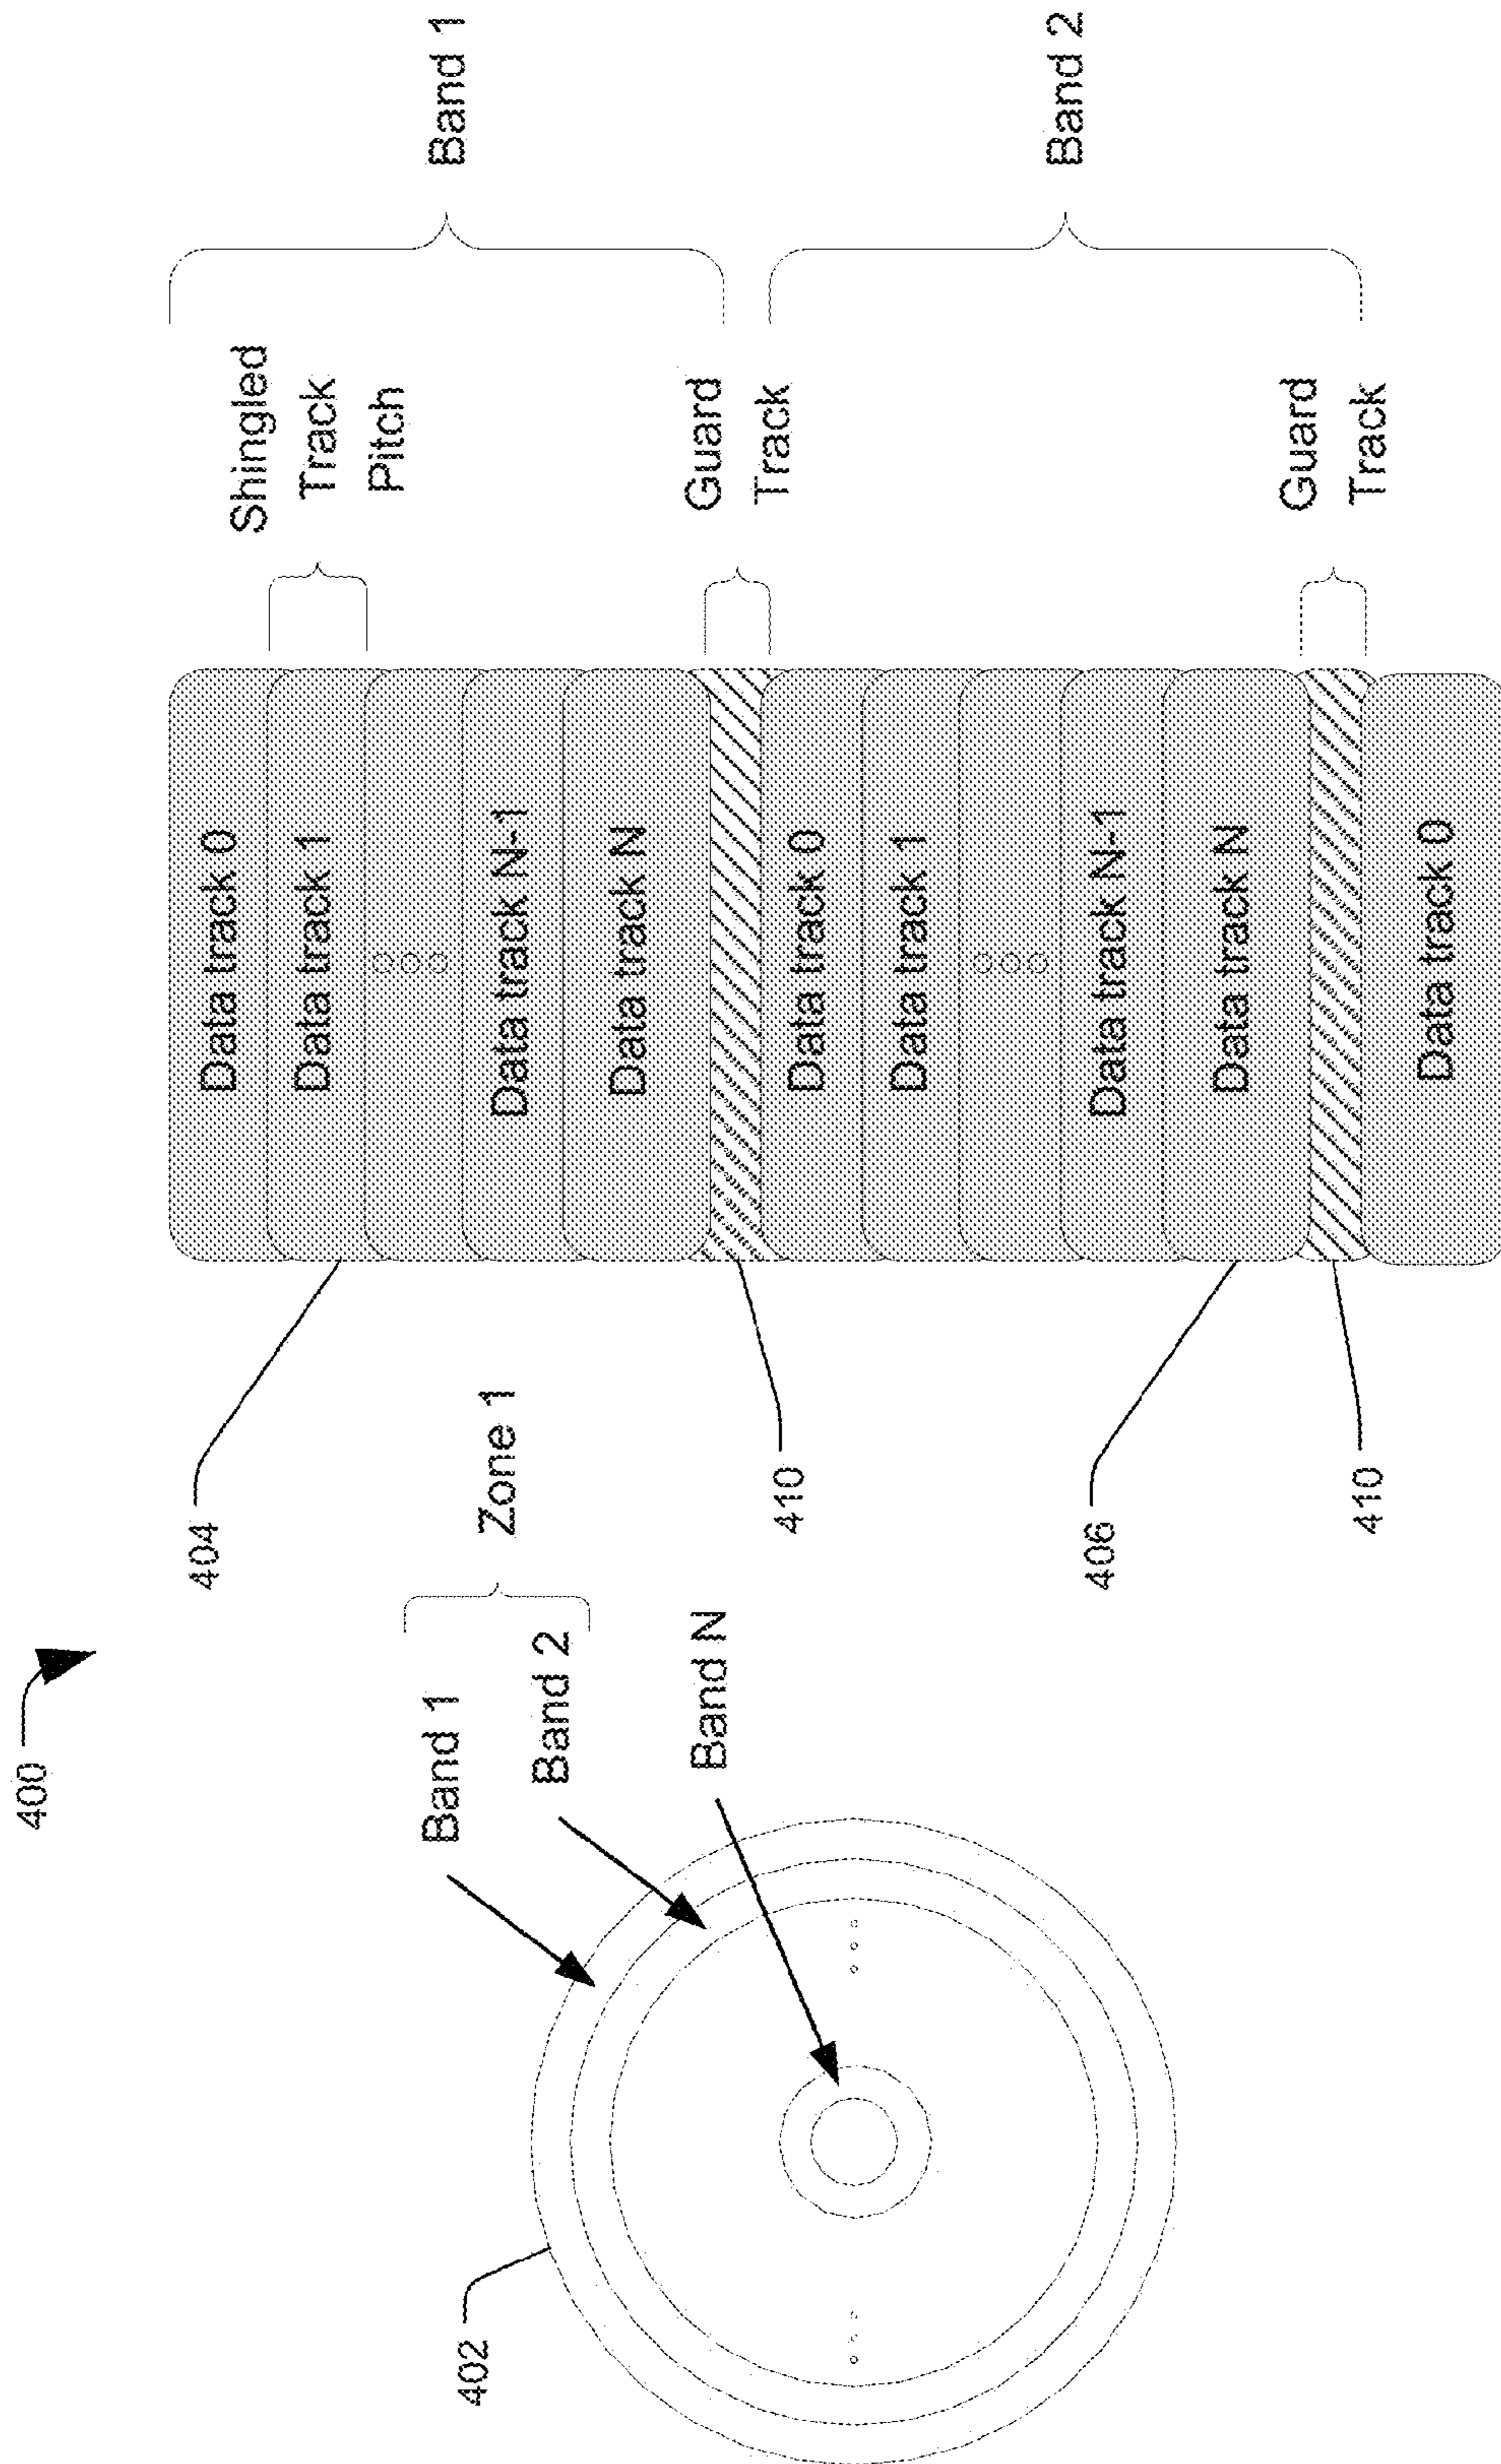 400
402
Band 1
Band 2
Zone 1
Band N
404
410
406
410
Data track 0
Data track 1
Data track N-1
Data track N
Data track 0
Data track 1
Data track N-1
Data track N
Data track 0
Shingled
Track
Pitch
Guard
Track
Guard
Track
Band 1
Band 2